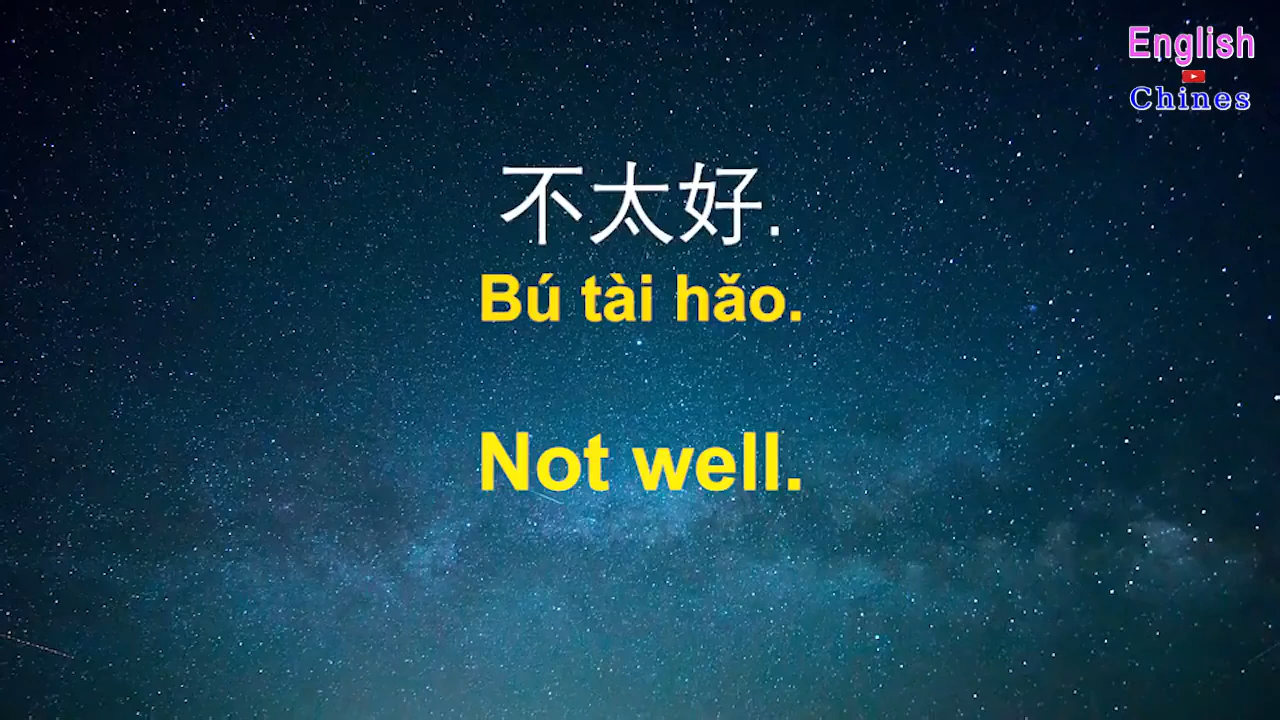 English
Chines
不太好.
Bú tài hǎo.
Not well.